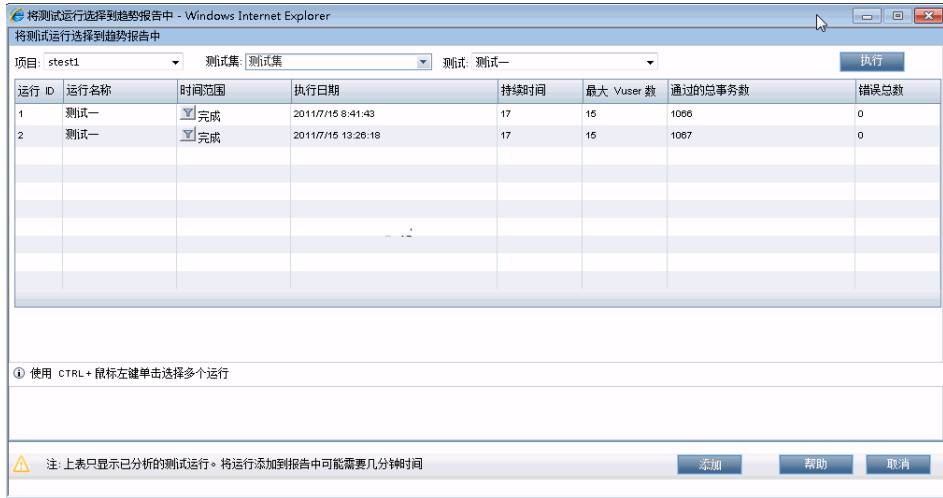 将测试运行选择到趋势报告中 - Windows Internet Explorer
将测试运行选择到趋势报告中
项目: stest1 测试集: 测试集 测试: 测试一 执行
运行 ID 运行名称 时间范围 执行日期 持续时间 最大 Vuser 数 通过的总事务数 错误总数
1 测试一 完成 2011/7/15 8:41:43 17 15 1066 0
2 测试一 完成 2011/7/15 13:26:18 17 15 1067 0
使用 CTRL+鼠标左键单击选择多个运行
注:上表只显示已分析的测试运行。将运行添加到报告中可能需要几分钟时间 添加 帮助 取消